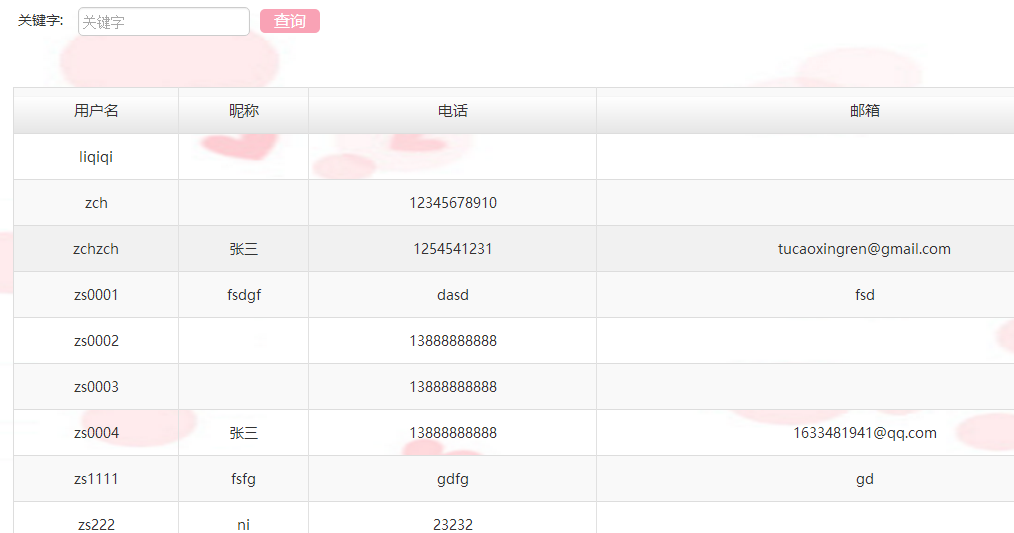 关键字: 关键字 查询
用户名 昵称 电话 邮箱
liqiqi
zch 12345678910
zchzch 张三 1254541231 tucaoxingren@gmail.com
zs0001 fsdgf dasd fsd
zs0002 13888888888
zs0003 13888888888
zs0004 张三 13888888888 1633481941@qq.com
zs1111 fsfg gdfg gd
zs222 ni 23232